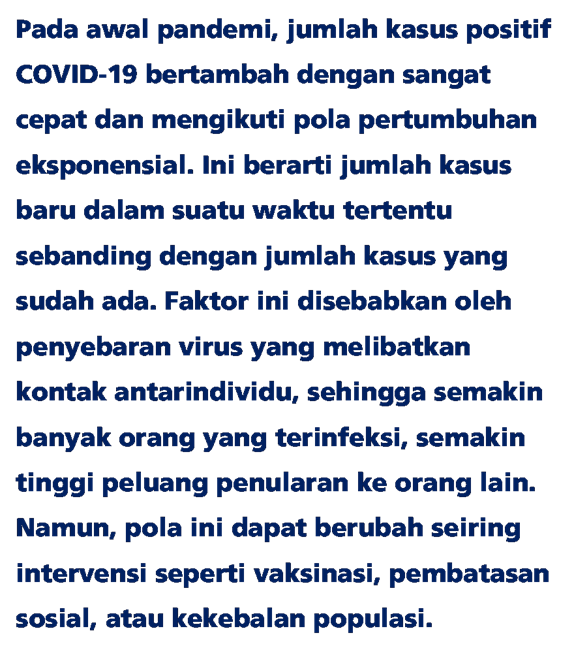 Pada awal pandemi, jumlah kasus positif
COVID-19 bertambah dengan sangat
cepat dan mengikuti pola pertumbuhan
eksponensial. Ini berarti jumlah kasus
baru dalam suatu waktu tertentu
sebanding dengan jumlah kasus yang
sudah ada. Faktor ini disebabkan oleh
penyebaran virus yang melibatkan
kontak antarindividu, sehingga semakin
banyak orang yang terinfeksi, semakin
tinggi peluang penularan ke orang lain.
Namun, pola ini dapat berubah seiring
intervensi seperti vaksinasi, pembatasan
sosial, atau kekebalan populasi.